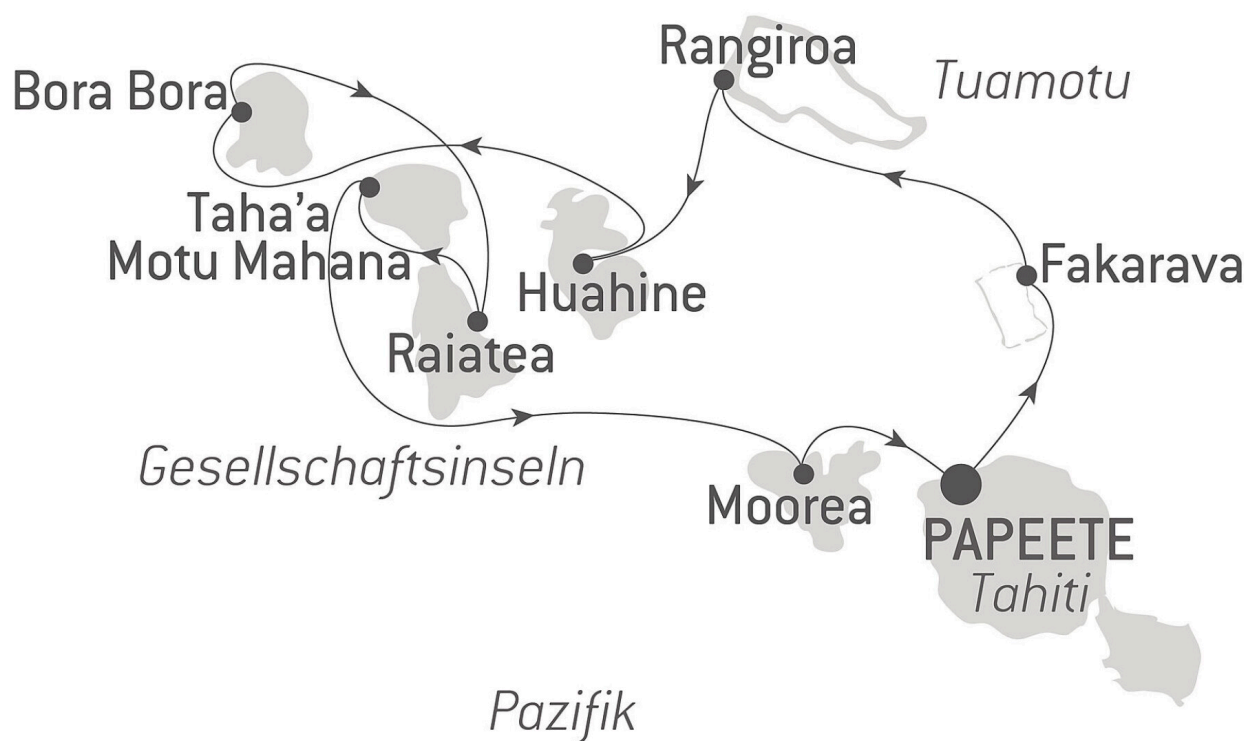 Rangiroa
Tuamotu
Bora Bora
Taha’a
Motu Mahana
Huahine
Fakarava
Raiatea
Gesellschaftsinseln
Moorea
PAPEETE
Tahiti
Pazifik